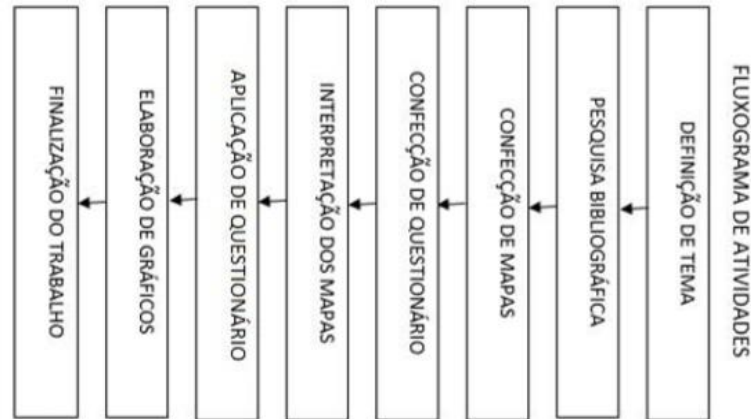 FLUXOGRAMA DE ATIVIDADES
DEFINIÇÃO DE TEMA
PESQUISA BIBLIOGRÁFICA
CONFECÇÃO DE MAPAS
CONFECÇÃO DE QUESTIONÁRIO
INTERPRETAÇÃO DOS MAPAS
APLICAÇÃO DE QUESTIONÁRIO
ELABORAÇÃO DE GRÁFICOS
FINALIZAÇÃO DO TRABALHO